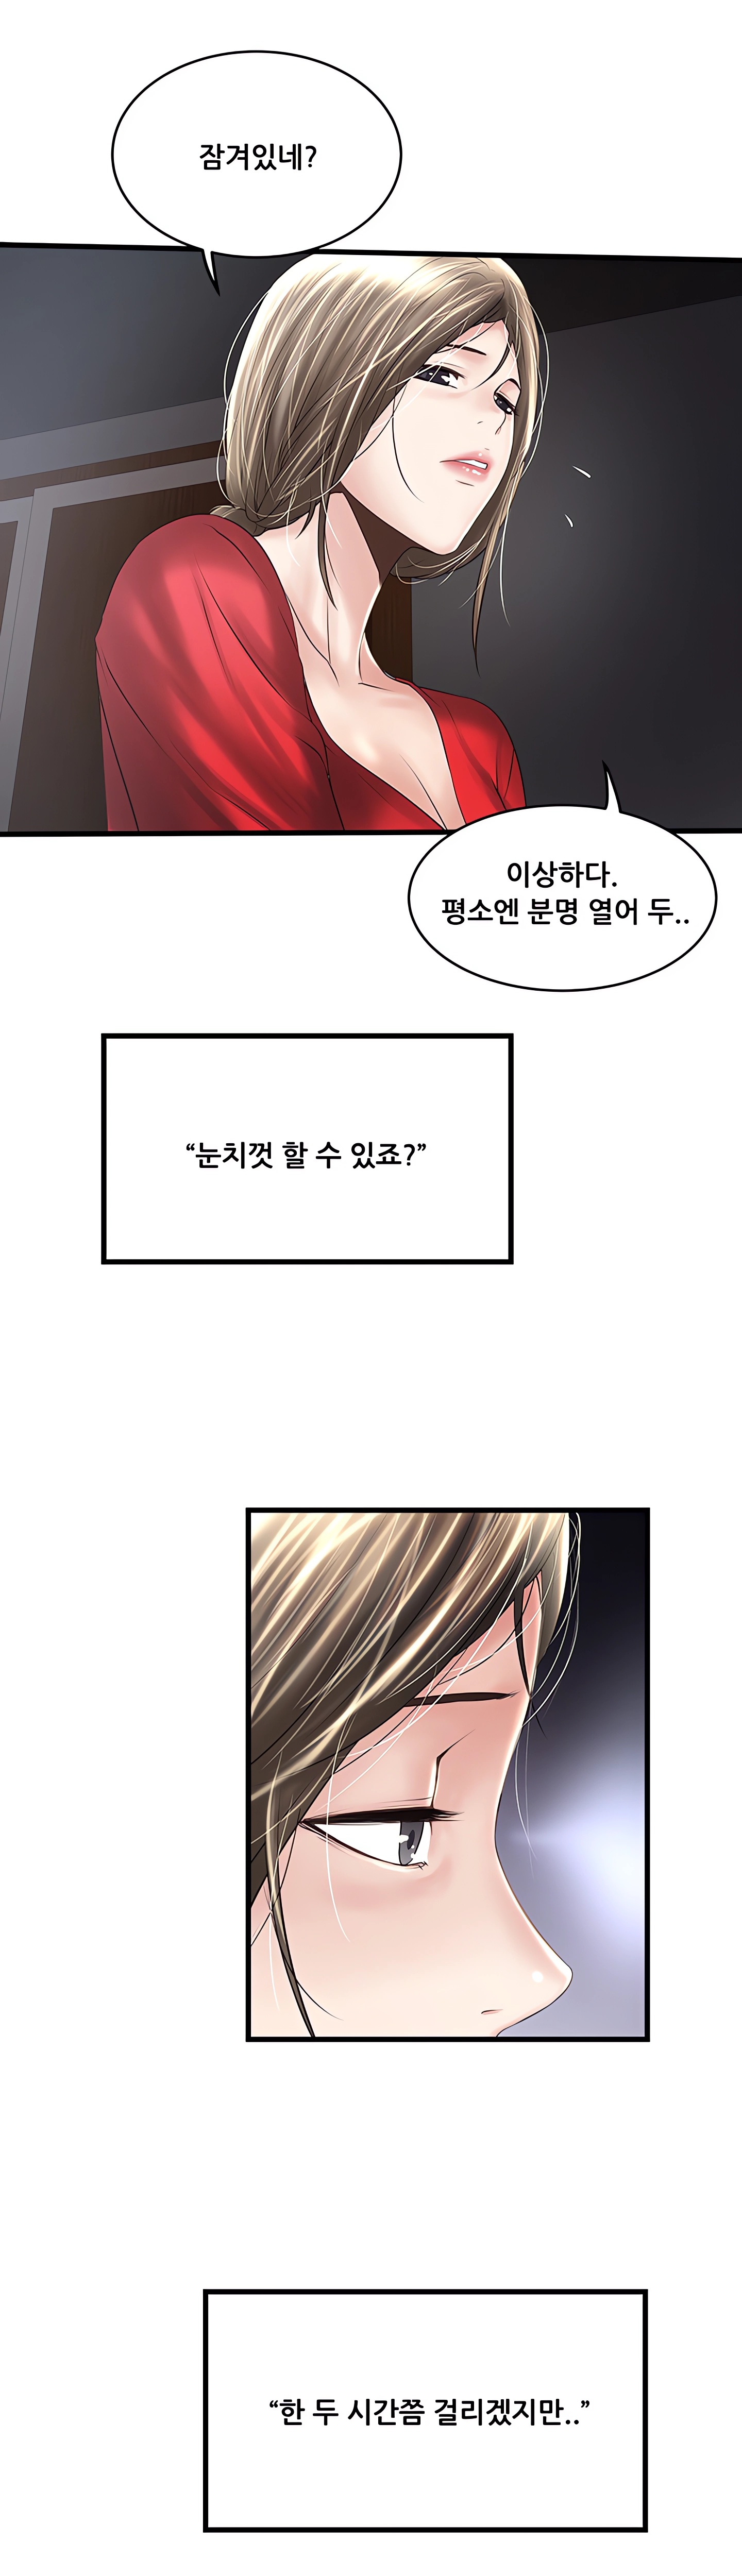 잠겨있네?
이상하다.
평소엔 분명 열어 두..
“눈치껏 할 수 있죠?”
“한 두 시간쯤 걸리겠지만..”